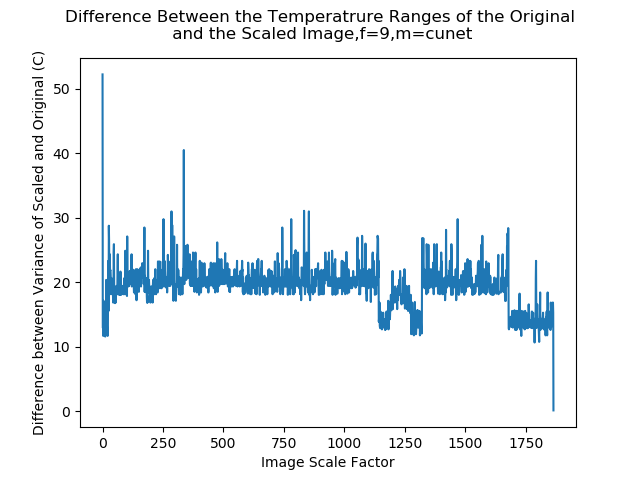 Difference Between the Temperatrure Ranges of the Original
and the Scaled Image,f=9,m=cunet
Difference between Variance of Scaled and Original (C)
50
40
30
20
10
0
0 250 500 750 1000 1250 1500 1750
Image Scale Factor